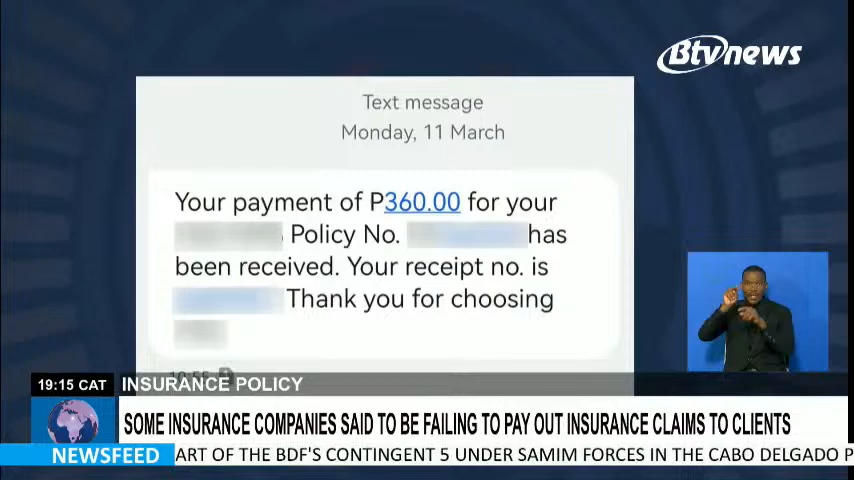 Btv news
Text message
Monday, 11 March
Your payment of P360.00 for your
Policy No. has
been received. Your receipt no. is
Thank you for choosing
19:15 CAT INSURANCE POLICY
SOME INSURANCE COMPANIES SAID TO BE FAILING TO PAY OUT INSURANCE CLAIMS TO CLIENTS
NEWSFEED ART OF THE BDF'S CONTINGENT 5 UNDER SAMIM FORCES IN THE CABO DELGADO P